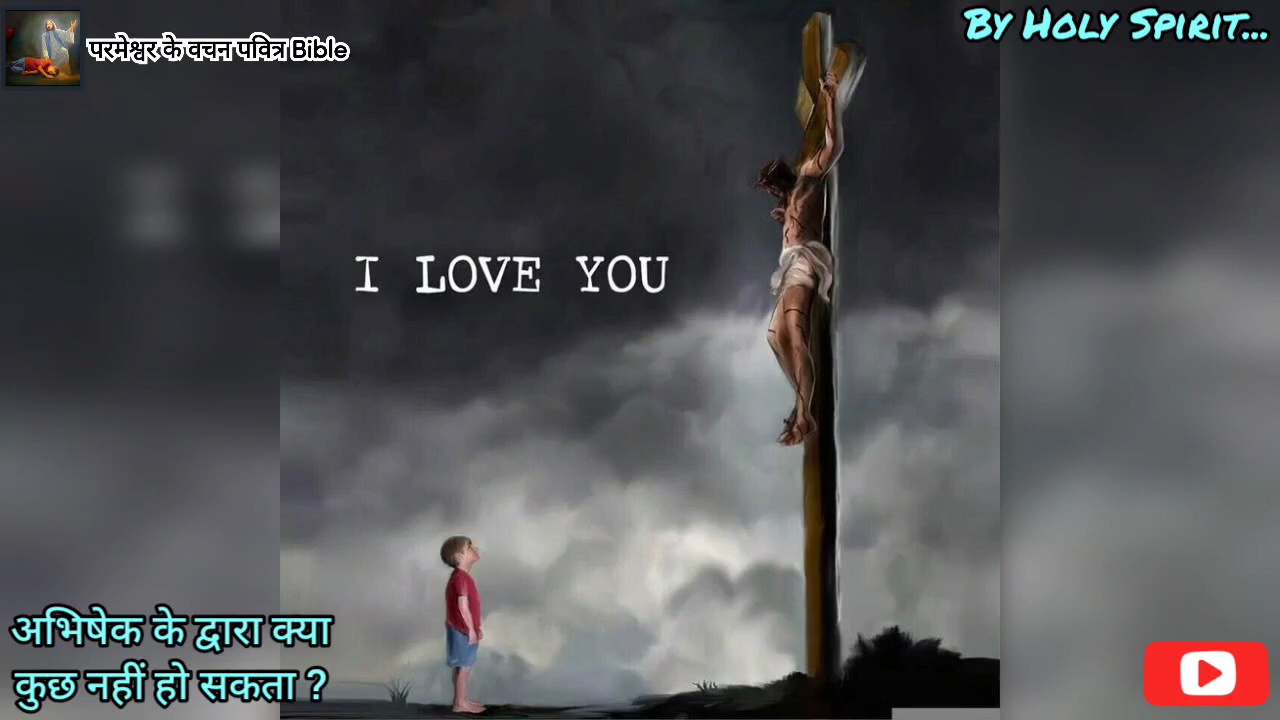 परमेश्वर के वचन पवित्र Bible
By Holy Spirit...
I LOVE YOU
अभिषेक के द्वारा क्या
कुछ नहीं हो सकता ?